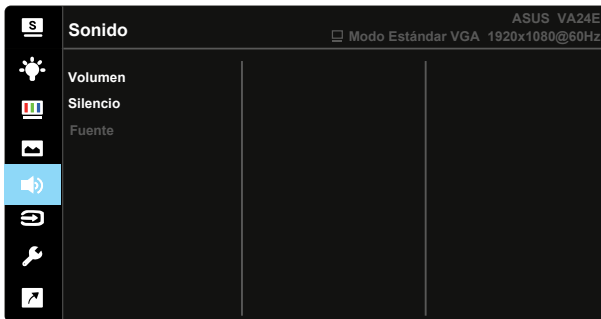 S
Sonido
ASUS VA24E
Modo Estándar VGA 1920x1080@60Hz
Volumen
Silencio
Fuente